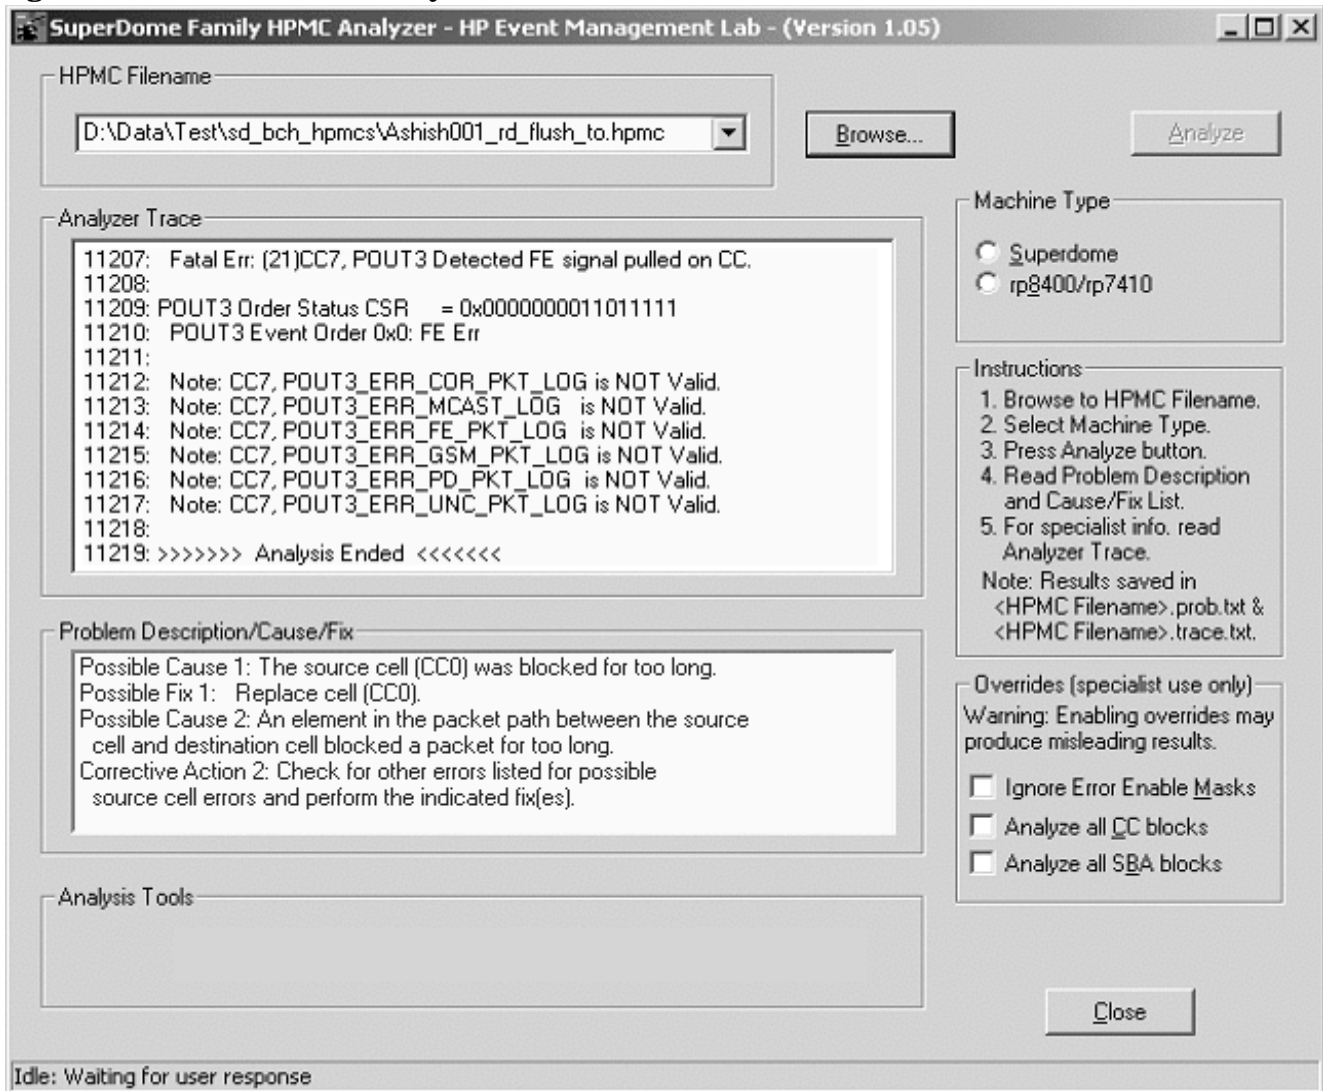 SuperDome Family HPMC Analyzer - HP Event Management Lab - (Version 1.05)
HPMC Filename
D:\Data\Test\sd_bch_hpmcs\Ashish001_rd_flush_to.hpmc
Browse...
Analyze
Analyzer Trace
11207:   Fatal Err: (21)CC7, POUT3 Detected FE signal pulled on CC.
11208:
11209: POUT3 Order Status CSR    = 0x0000000011011111
11210:   POUT3 Event Order 0x0: FE Err
11211:
11212:   Note: CC7, POUT3_ERR_COR_PKT_LOG is NOT Valid.
11213:   Note: CC7, POUT3_ERR_MCAST_LOG   is NOT Valid.
11214:   Note: CC7, POUT3_ERR_FE_PKT_LOG  is NOT Valid.
11215:   Note: CC7, POUT3_ERR_GSM_PKT_LOG is NOT Valid.
11216:   Note: CC7, POUT3_ERR_PD_PKT_LOG  is NOT Valid.
11217:   Note: CC7, POUT3_ERR_UNC_PKT_LOG is NOT Valid.
11218:
11219: >>>>>>>  Analysis Ended  <<<<<<<
Machine Type
Superdome
rp8400/rp7410
Instructions
1. Browse to HPMC Filename.
2. Select Machine Type.
3. Press Analyze button.
4. Read Problem Description
and Cause/Fix List.
5. For specialist info. read
Analyzer Trace.
Note: Results saved in
<HPMC Filename>.prob.txt &
<HPMC Filename>.trace.txt.
Problem Description/Cause/Fix
Possible Cause 1: The source cell (CC0) was blocked for too long.
Possible Fix 1:   Replace cell (CC0).
Possible Cause 2: An element in the packet path between the source
cell and destination cell blocked a packet for too long.
Corrective Action 2: Check for other errors listed for possible
source cell errors and perform the indicated fix(es).
Overrides (specialist use only)
Warning: Enabling overrides may
produce misleading results.
Ignore Error Enable Masks
Analyze all CC blocks
Analyze all SBA blocks
Analysis Tools
Close
Idle: Waiting for user response